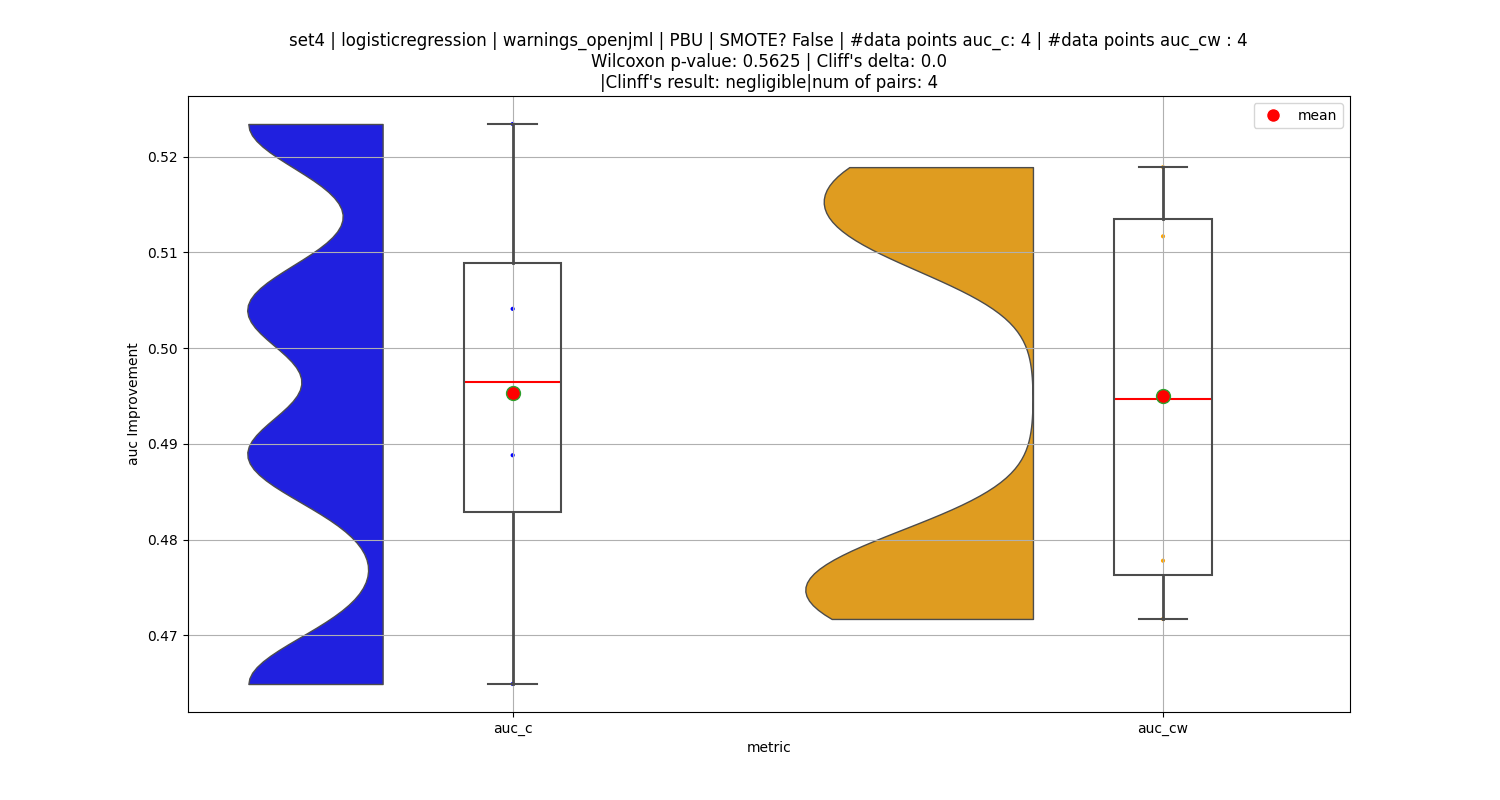 set4 | logisticregression | warnings_openjml | PBU | SMOTE? False | #data points auc_c: 4 | #data points auc_cw : 4
Wilcoxon p-value: 0.5625 | Cliff's delta: 0.0
|Clinff's result: negligible|num of pairs: 4
mean
0.52
0.51
0.50
0.49
0.48
0.47
auc Improvement
auc_c
auc_cw
metric